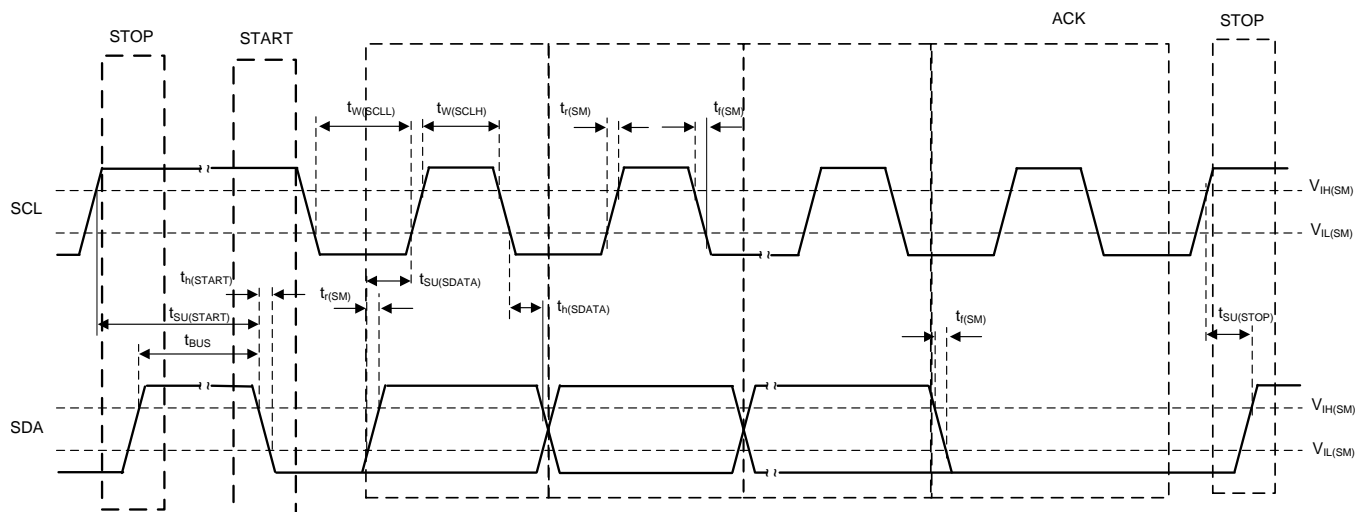 ACK
STOP
START
STOP
tW(SCLL)
tW(SCLH)
tr(SM)
tf(SM)
VIH(SM)
SCL
VIL(SM)
th(START)
tr(SM)
tSU(SDATA)
th(SDATA)
tSU(START)
tf(SM)
tSU(STOP)
tBUS
VIH(SM)
SDA
VIL(SM)